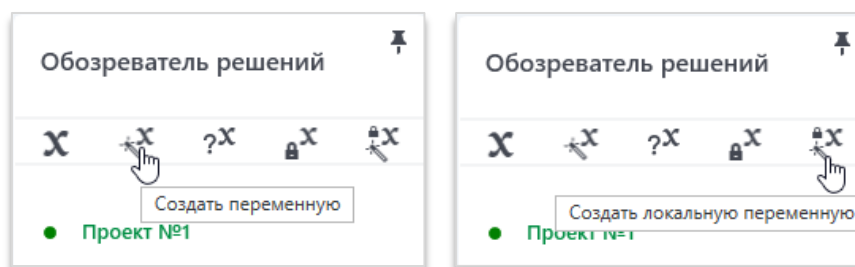 Обозреватель решений
x x ?x x x
Создать переменную
Проект №1
Обозреватель решений
x x ?x x x
Создать локальную переменную
Проект №1